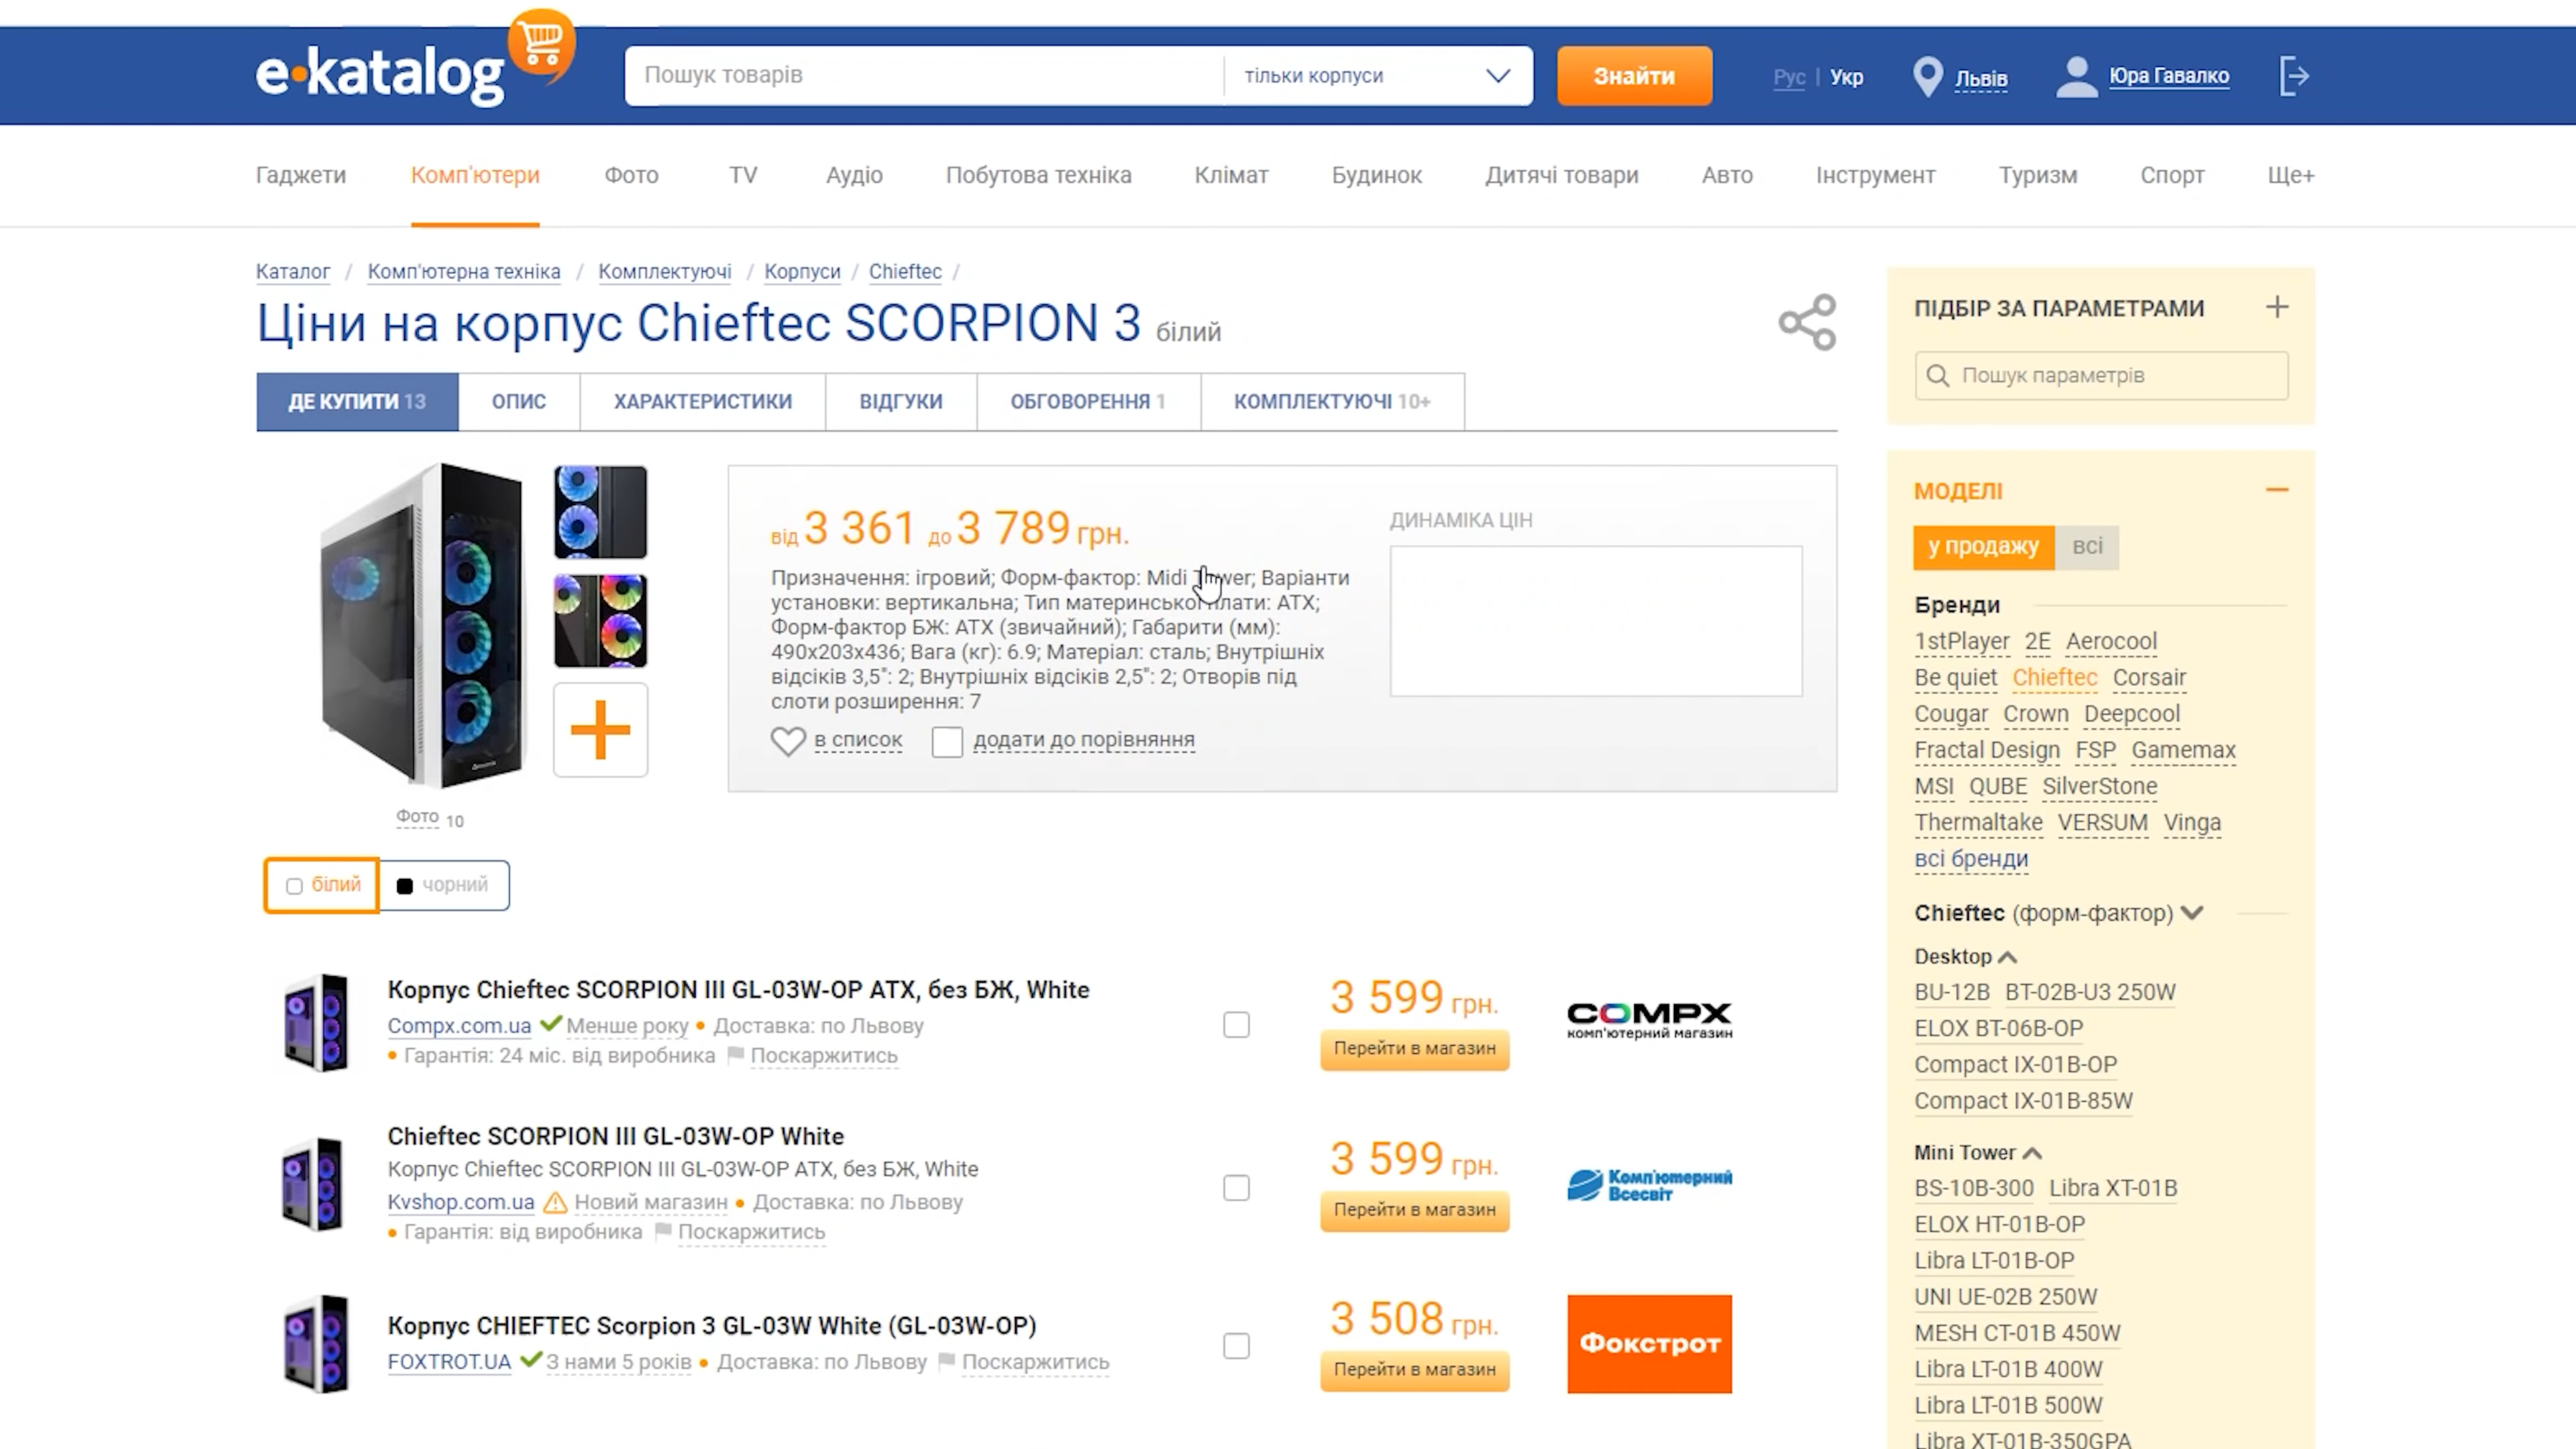 e·katalog
Пошук товарів
тільки корпуси
Знайти
Рус | Укр
Львів
Юра Гавалко
Гаджети Комп'ютери Фото TV Аудіо Побутова техніка Клімат Будинок Дитячі товари Авто Інструмент Туризм Спорт Ще+
Каталог / Комп'ютерна техніка / Комплектуючі / Корпуси / Chieftec /
Ціни на корпус Chieftec SCORPION 3 білий
ДЕ КУПИТИ 13 ОПИС ХАРАКТЕРИСТИКИ ВІДГУКИ ОБГОВОРЕННЯ 1 КОМПЛЕКТУЮЧІ 10+
від 3 361 до 3 789 грн.
Призначення: ігровий; Форм-фактор: Midi Tower; Варіанти
установки: вертикальна; Тип материнської плати: ATX;
Форм-фактор БЖ: ATX (звичайний); Габарити (мм):
490x203x436; Вага (кг): 6.9; Матеріал: сталь; Внутрішніх
відсіків 3,5": 2; Внутрішніх відсіків 2,5": 2; Отворів під
слоти розширення: 7
в список додати до порівняння
ДИНАМІКА ЦІН
Фото 10
білий чорний
Корпус Chieftec SCORPION III GL-03W-OP ATX, без БЖ, White
Compx.com.ua Менше року • Доставка: по Львову
• Гарантія: 24 міс. від виробника Поскаржитись
3 599 грн.
Перейти в магазин
COMPX
комп'ютерний магазин
Chieftec SCORPION III GL-03W-OP White
Корпус Chieftec SCORPION III GL-03W-OP ATX, без БЖ, White
Kvshop.com.ua Новий магазин • Доставка: по Львову
• Гарантія: від виробника Поскаржитись
3 599 грн.
Перейти в магазин
Комп'ютерний
Всесвіт
Корпус CHIEFTEC Scorpion 3 GL-03W White (GL-03W-OP)
FOXTROT.UA З нами 5 років • Доставка: по Львову Поскаржитись
3 508 грн.
Перейти в магазин
Фокстрот
ПІДБІР ЗА ПАРАМЕТРАМИ
Пошук параметрів
МОДЕЛІ
у продажу всі
Бренди
1stPlayer 2E Aerocool
Be quiet Chieftec Corsair
Cougar Crown Deepcool
Fractal Design FSP Gamemax
MSI QUBE SilverStone
Thermaltake VERSUM Vinga
всі бренди
Chieftec (форм-фактор)
Desktop
BU-12B BT-02B-U3 250W
ELOX BT-06B-OP
Compact IX-01B-OP
Compact IX-01B-85W
Mini Tower
BS-10B-300 Libra XT-01B
ELOX HT-01B-OP
Libra LT-01B-OP
UNI UE-02B 250W
MESH CT-01B 450W
Libra LT-01B 400W
Libra LT-01B 500W
Libra XT-01B-350GPA